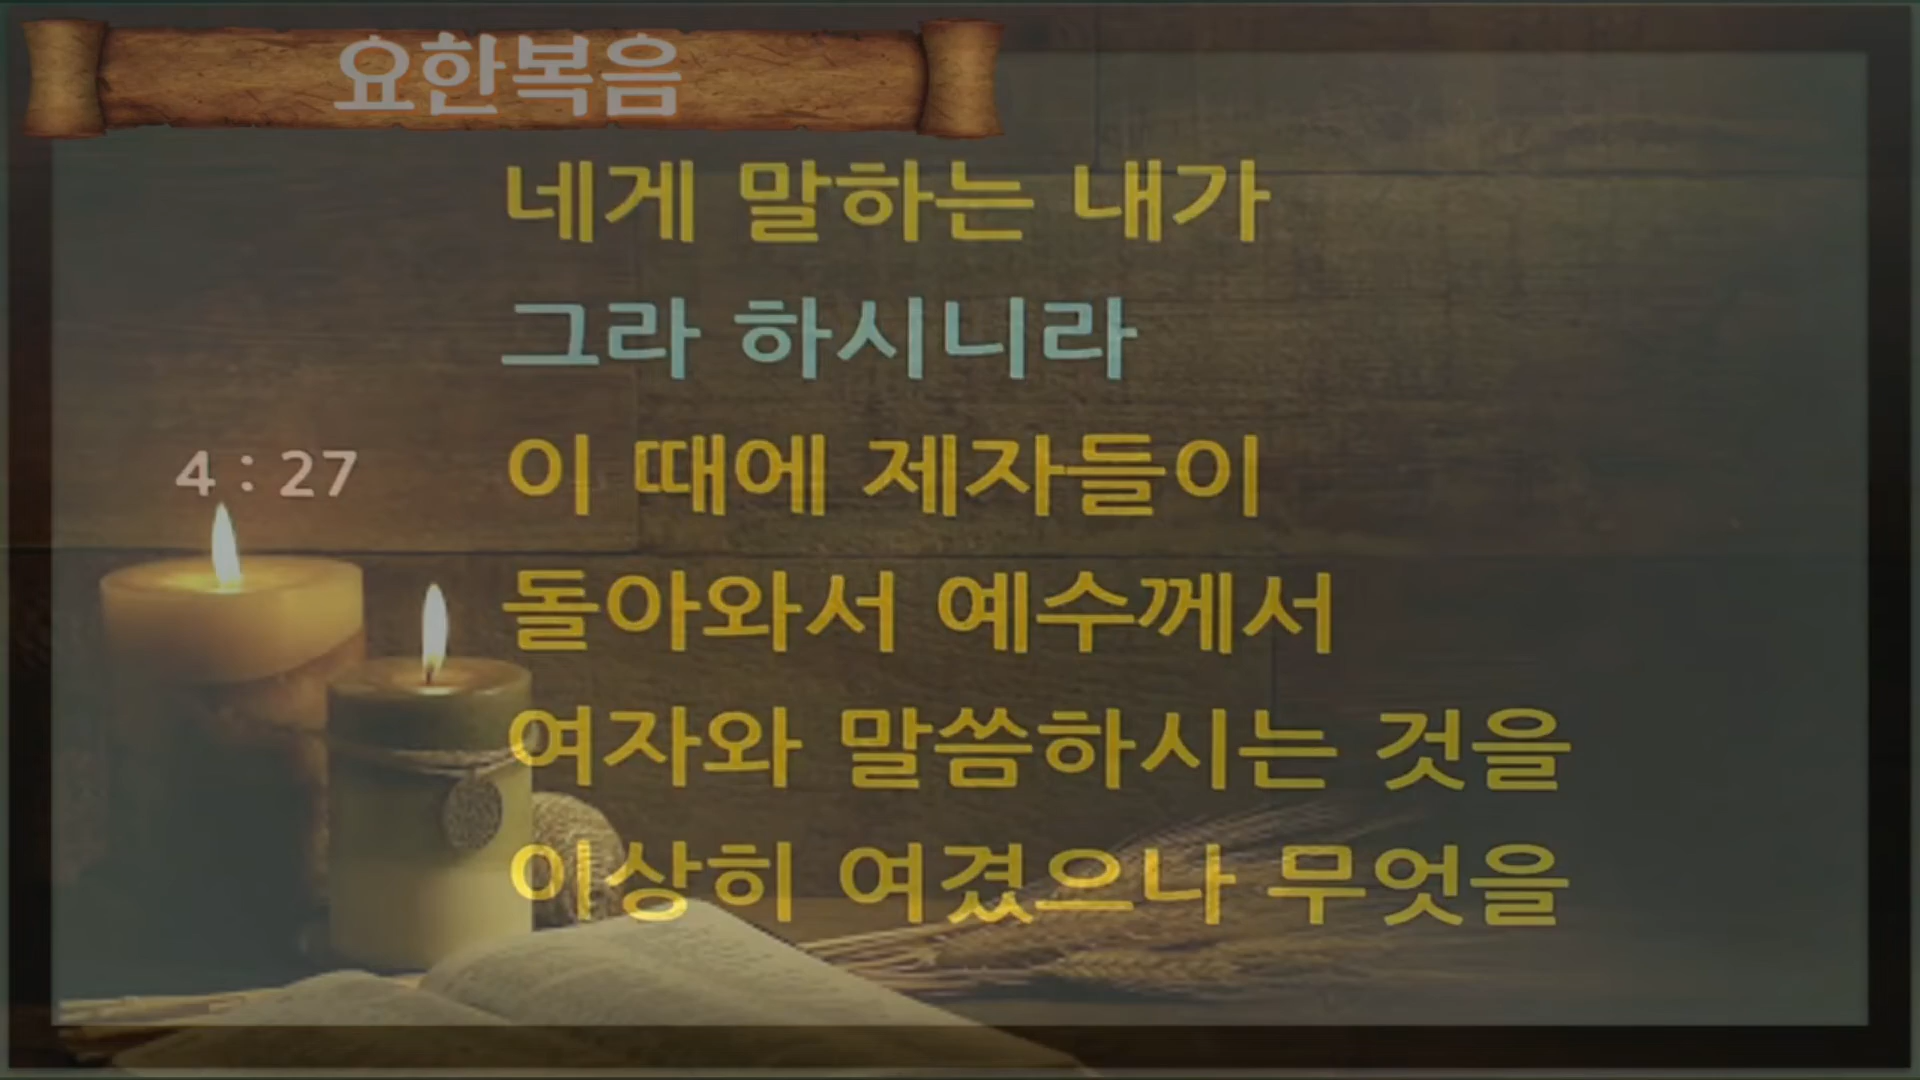 요한복음
네게 말하는 내가
그라 하시니라
4 : 27 이 때에 제자들이
돌아와서 예수께서
여자와 말씀하시는 것을
이상히 여겼으나 무엇을